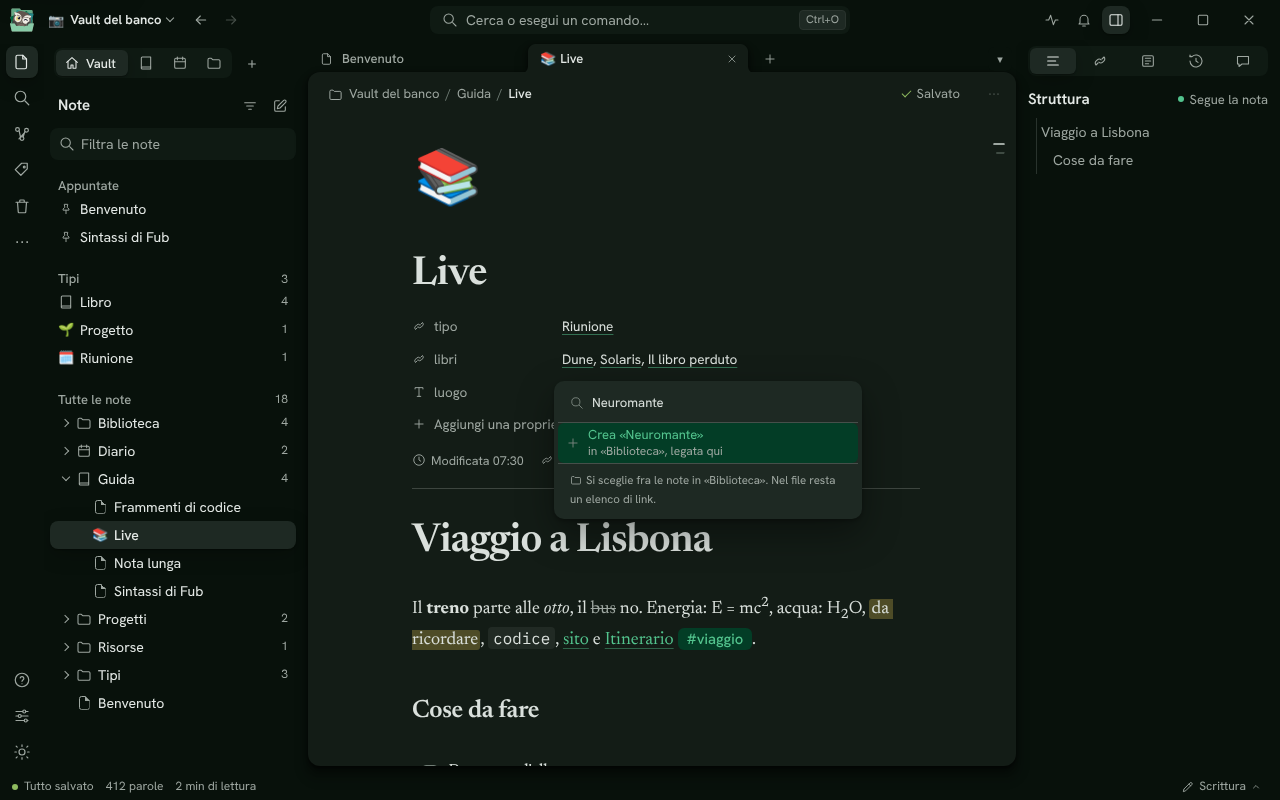 Vault del banco
Cerca o esegui un comando…
Ctrl+O
Vault
Benvenuto
Live
Note
Filtra le note
Appuntate
Benvenuto
Sintassi di Fub
Tipi 3
Libro 4
Progetto 1
Riunione 1
Tutte le note 18
Biblioteca 4
Diario 2
Guida 4
Frammenti di codice
Live
Nota lunga
Sintassi di Fub
Progetti 2
Risorse 1
Tipi 3
Benvenuto
Vault del banco / Guida / Live
Salvato
Live
tipo Riunione
libri Dune, Solaris, Il libro perduto
luogo
Aggiungi una proprie
Modificata 07:30
Neuromante
Crea «Neuromante»
in «Biblioteca», legata qui
Si sceglie fra le note in «Biblioteca». Nel file resta
un elenco di link.
Viaggio a Lisbona
Il treno parte alle otto, il bus no. Energia: E = mc², acqua: H₂O, da
ricordare, codice, sito e Itinerario #viaggio.
Cose da fare
Struttura
Segue la nota
Viaggio a Lisbona
Cose da fare
Tutto salvato 412 parole 2 min di lettura
Scrittura